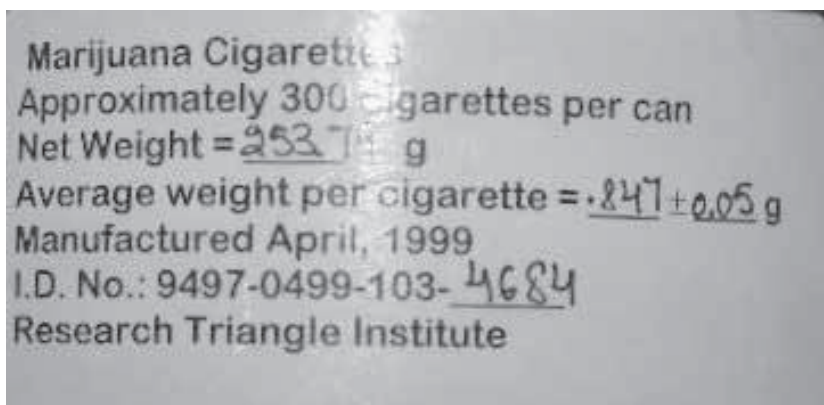 Marijuana Cigarettes
Approximately 300 cigarettes per can
Net Weight = g
Average weight per cigarette = .847 ±0.05 g
Manufactured April, 1999
I.D. No.: 9497-0499-103-4684
Research Triangle Institute